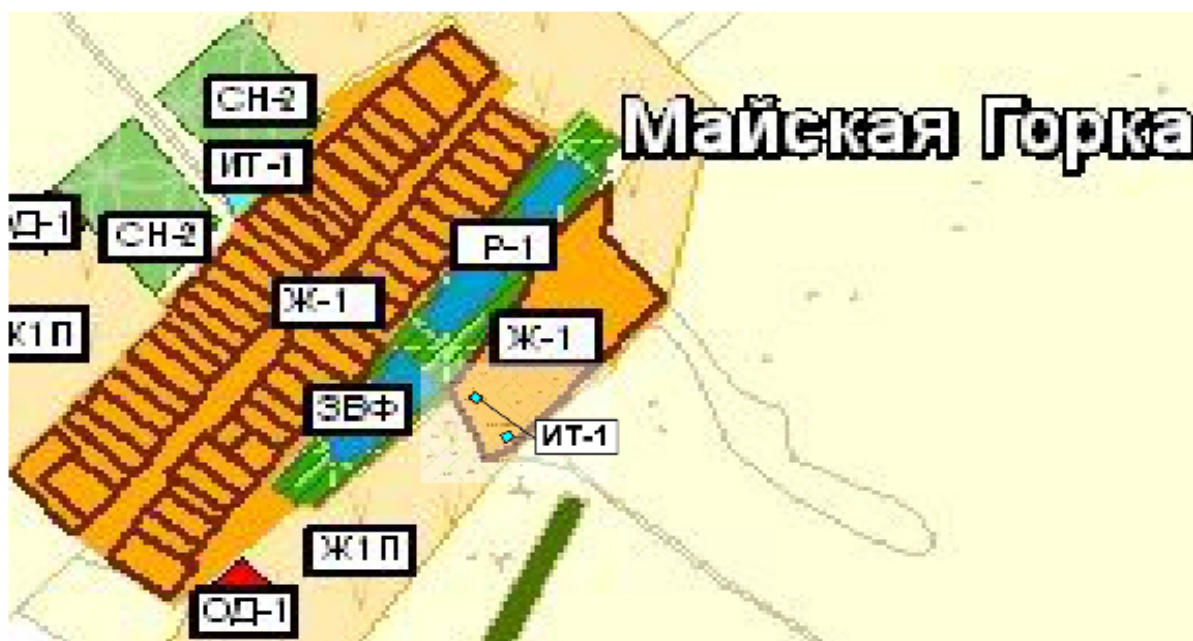 СН-2
Майская Горка
ИТ-1
ОД-1
СН-2
Р-1
Ж-1
Ж1П
Ж-1
ЗВФ
ИТ-1
Ж1П
ОД-1